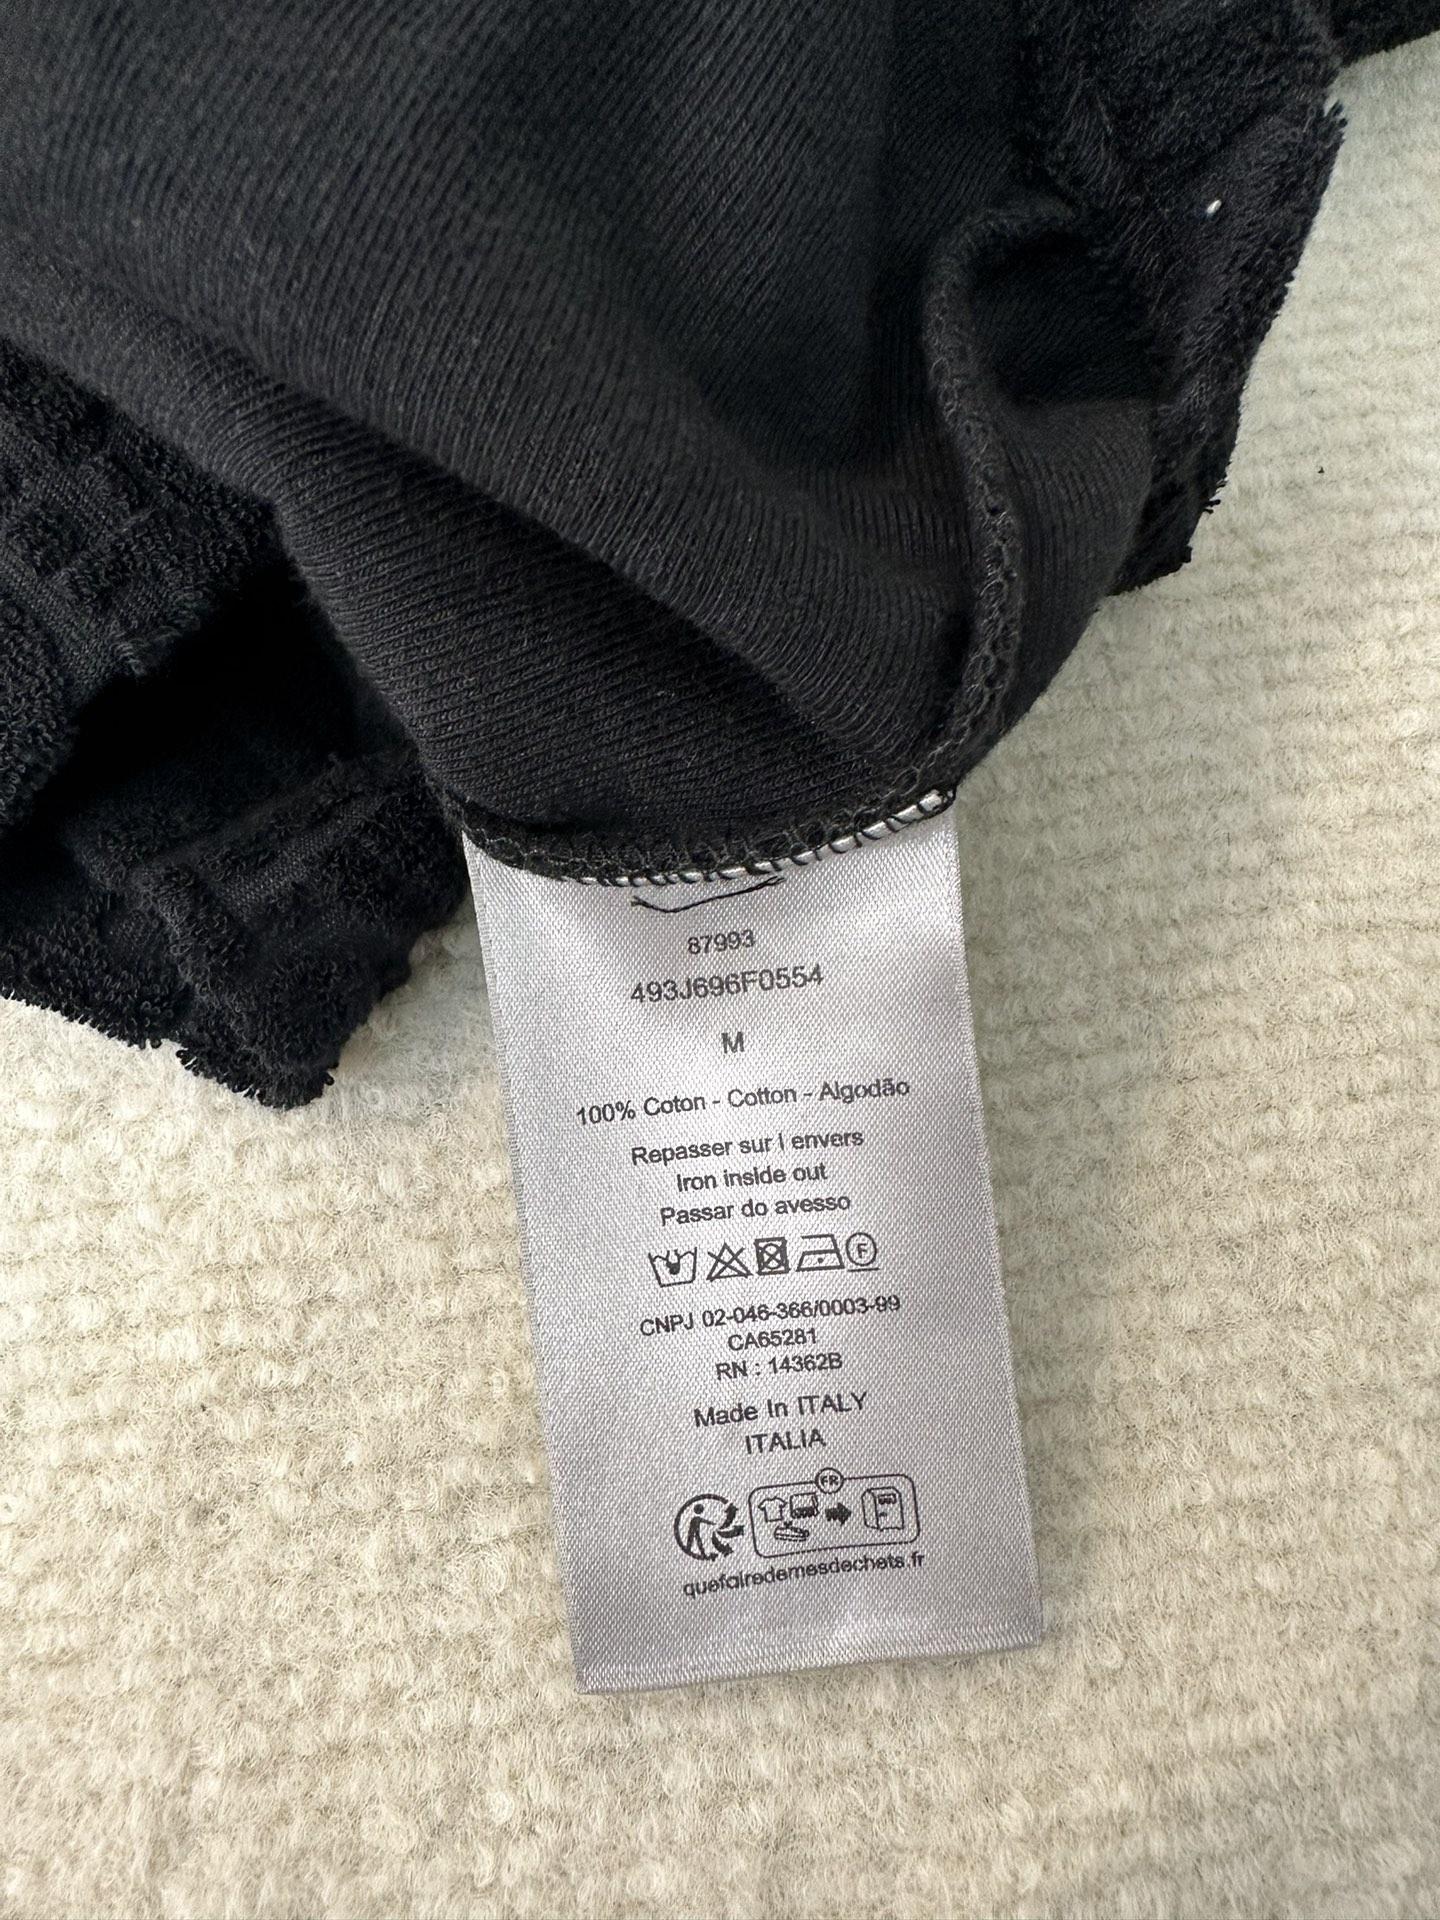 87993
493J696F0554
M
100% Coton - Cotton - Algodão
Repasser sur l envers
Iron inside out
Passar do avesso
F
CNPJ 02-046-366/0003-99
CA65281
RN : 14362B
Made In ITALY
ITALIA
FR
quefairedemesdechets.fr